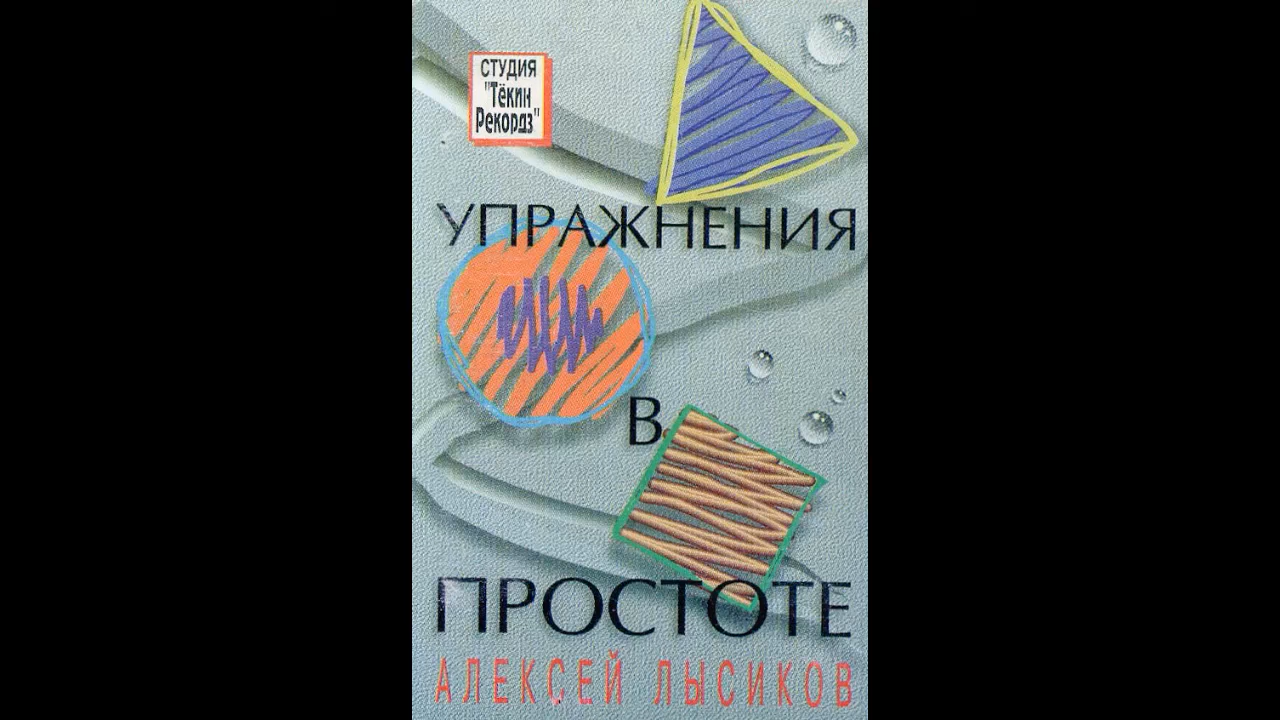 СТУДИЯ
"Тёкин
Рекордз"
УПРАЖНЕНИЯ
В
ПРОСТОТЕ
АЛЕКСЕЙ ЛЫСИКОВ